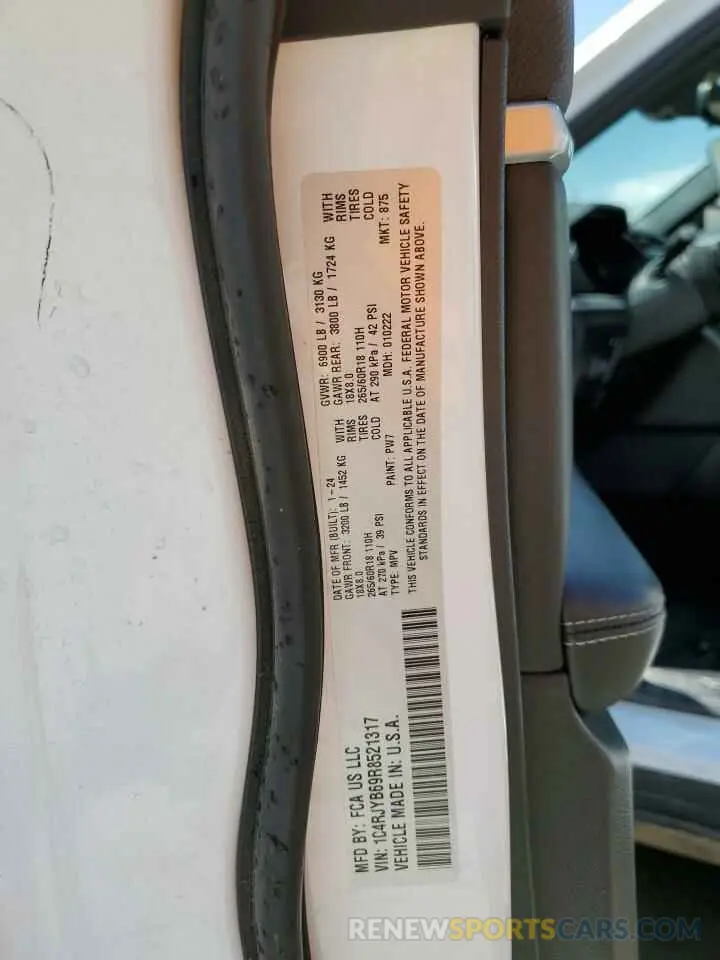 MFD BY: FCA US LLC
VIN: 1C4RJYB69R8521317
VEHICLE MADE IN: U.S.A.
DATE OF MFR (BUILT): 1-24
GVWR: 6900 LB / 3130 KG
GAWR FRONT: 3200 LB / 1452 KG WITH
GAWR REAR: 3800 LB / 1724 KG WITH
18X8.0 RIMS
18X8.0 RIMS
265/60R18 110H TIRES
265/60R18 110H TIRES
AT 270 kPa / 39 PSI COLD
AT 290 kPa / 42 PSI COLD
TYPE: MPV PAINT: PW7 MDH: 010222 MKT: 875
THIS VEHICLE CONFORMS TO ALL APPLICABLE U.S.A. FEDERAL MOTOR VEHICLE SAFETY
STANDARDS IN EFFECT ON THE DATE OF MANUFACTURE SHOWN ABOVE.
RENEWSPORTSCARS.COM